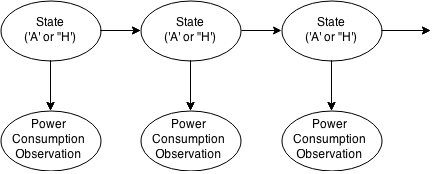 State
('A' or "H')
State
('A' or "H')
State
('A' or "H')
Power
Consumption
Observation
Power
Consumption
Observation
Power
Consumption
Observation